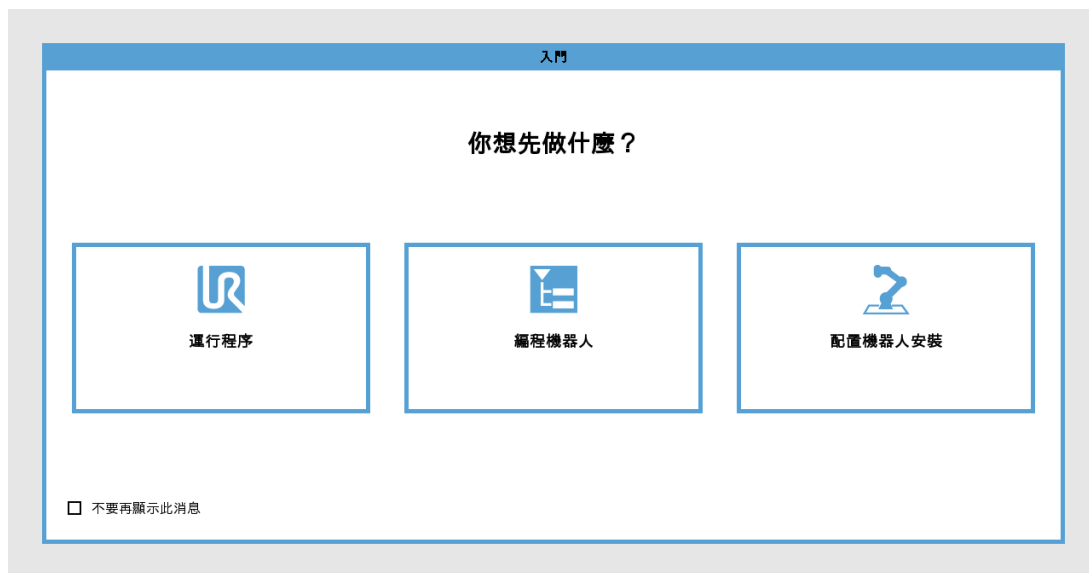 入門
你想先做什麼？
運行程序
編程機器人
配置機器人安裝
不要再顯示此消息